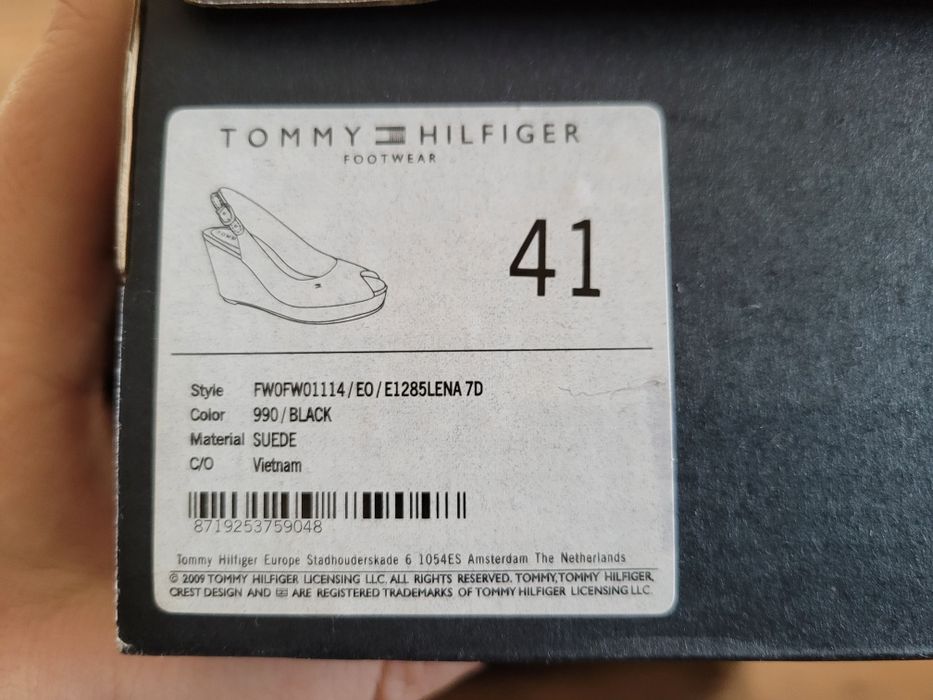 TOMMY HILFIGER
FOOTWEAR
41
Style FW0FW01114/EO/E1285LENA 7D
Color 990/BLACK
Material SUEDE
C/O Vietnam
8719253759048
Tommy Hilfiger Europe Stadhouderskade 6 1054ES Amsterdam The Netherlands
© 2009 TOMMY HILFIGER LICENSING LLC. ALL RIGHTS RESERVED. TOMMY, TOMMY HILFIGER,
CREST DESIGN AND ARE REGISTERED TRADEMARKS OF TOMMY HILFIGER LICENSING LLC.